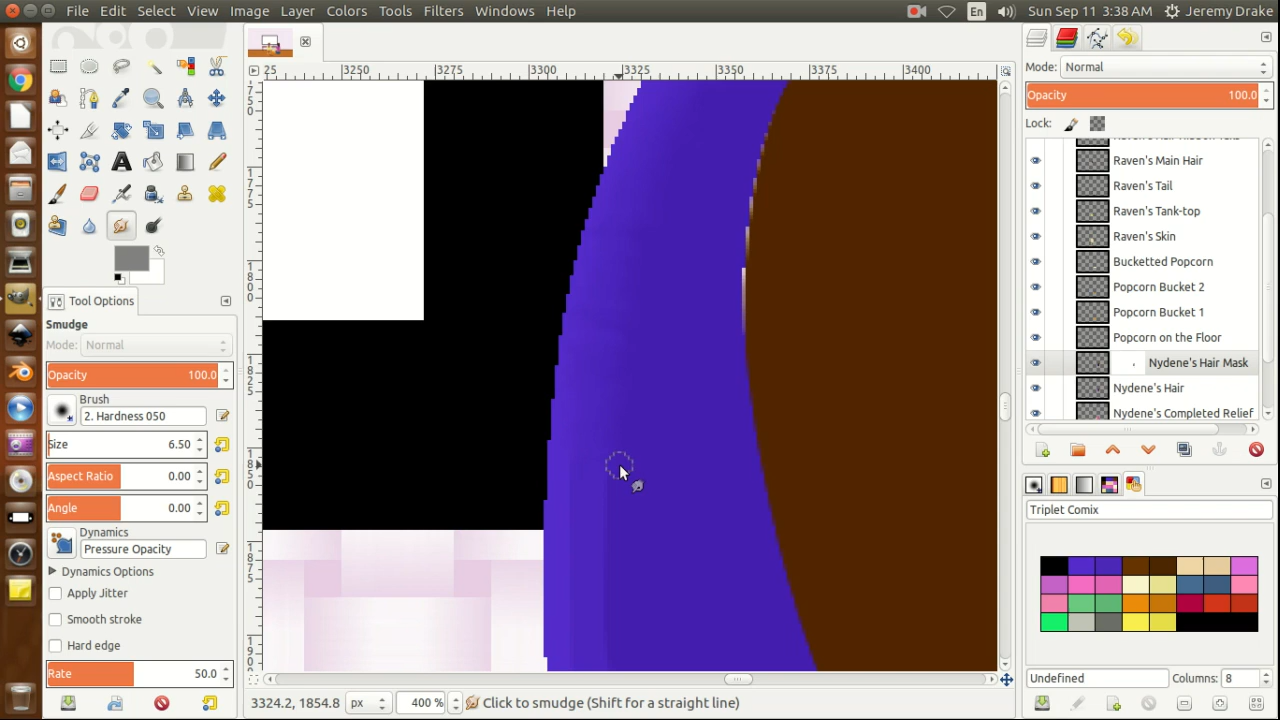 File Edit Select View Image Layer Colors Tools Filters Windows Help
En Sun Sep 11 3:38 AM Jeremy Drake
25 3250 3275 3300 3325 3350 3375 3400
Mode: Normal
Opacity 100.0
Lock:
Raven's Main Hair
Raven's Tail
Raven's Tank-top
Raven's Skin
Bucketted Popcorn
Popcorn Bucket 2
Popcorn Bucket 1
Popcorn on the Floor
Nydene's Hair Mask
Nydene's Hair
Nydene's Completed Relief
Tool Options
Smudge
Mode: Normal
Opacity 100.0
Brush
2. Hardness 050
Size 6.50
Aspect Ratio 0.00
Angle 0.00
Dynamics
Pressure Opacity
Dynamics Options
Apply Jitter
Smooth stroke
Hard edge
Rate 50.0
Triplet Comix
Undefined Columns: 8
3324.2, 1854.8 px 400 % Click to smudge (Shift for a straight line)